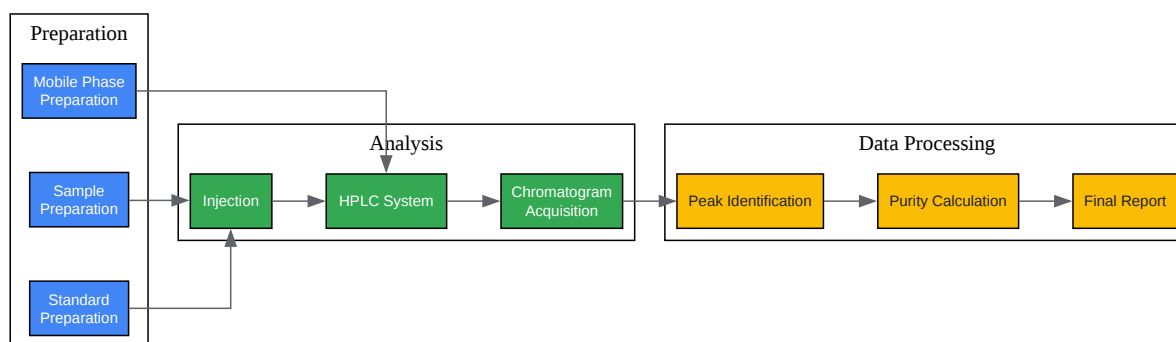 Preparation
Mobile Phase
Preparation
Sample
Preparation
Standard
Preparation
Analysis
Injection
HPLC System
Chromatogram
Acquisition
Data Processing
Peak Identification
Purity Calculation
Final Report